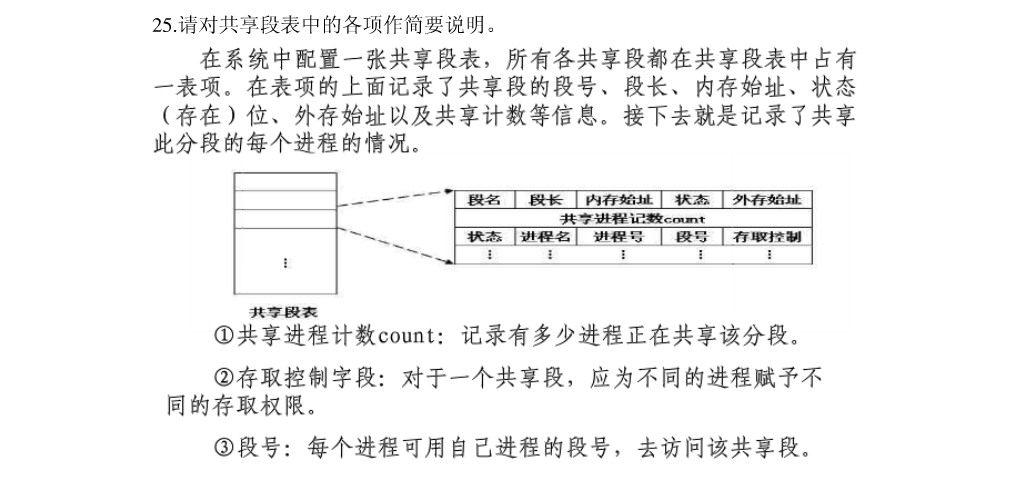 25.请对共享段表中的各项作简要说明。
在系统中配置一张共享段表，所有各共享段都在共享段表中占有
一表项。在表项的上面记录了共享段的段号、段长、内存始址、状态
（存在）位、外存始址以及共享计数等信息。接下去就是记录了共享
此分段的每个进程的情况。
段名 段长 内存始址 状态 外存始址
共享进程记数count
状态 进程名 进程号 段号 存取控制
⋮ ⋮ ⋮ ⋮ ⋮
⋮
共享段表
①共享进程计数count：记录有多少进程正在共享该分段。
②存取控制字段：对于一个共享段，应为不同的进程赋予不
同的存取权限。
③段号：每个进程可用自己进程的段号，去访问该共享段。